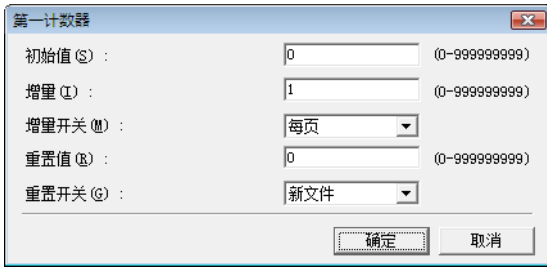 第一计数器
初始值(S) : 0 (0-999999999)
增量(I) : 1 (0-999999999)
增量开关(M) : 每页
重置值(R) : 0 (0-999999999)
重置开关(G) : 新文件
确定 取消